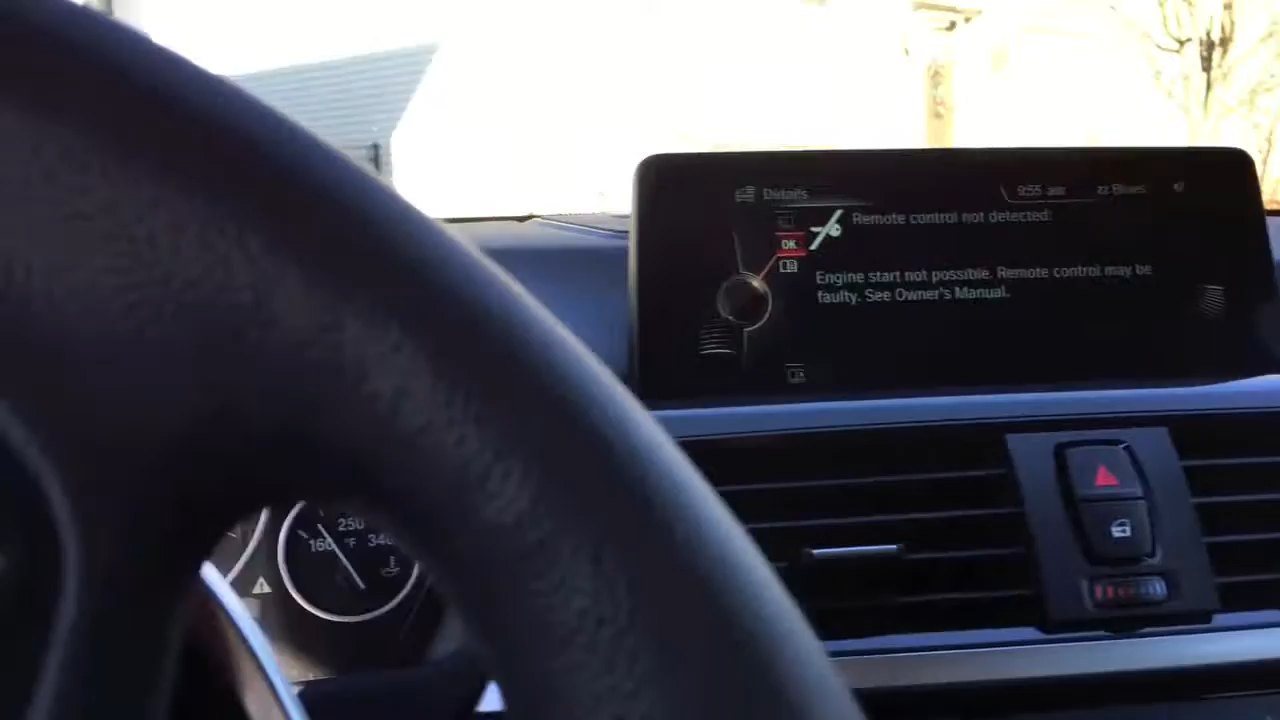 Details
9:55 am
Blues
Remote control not detected!
OK
Engine start not possible. Remote control may be
faulty. See Owner's Manual.
250
160
°F
340